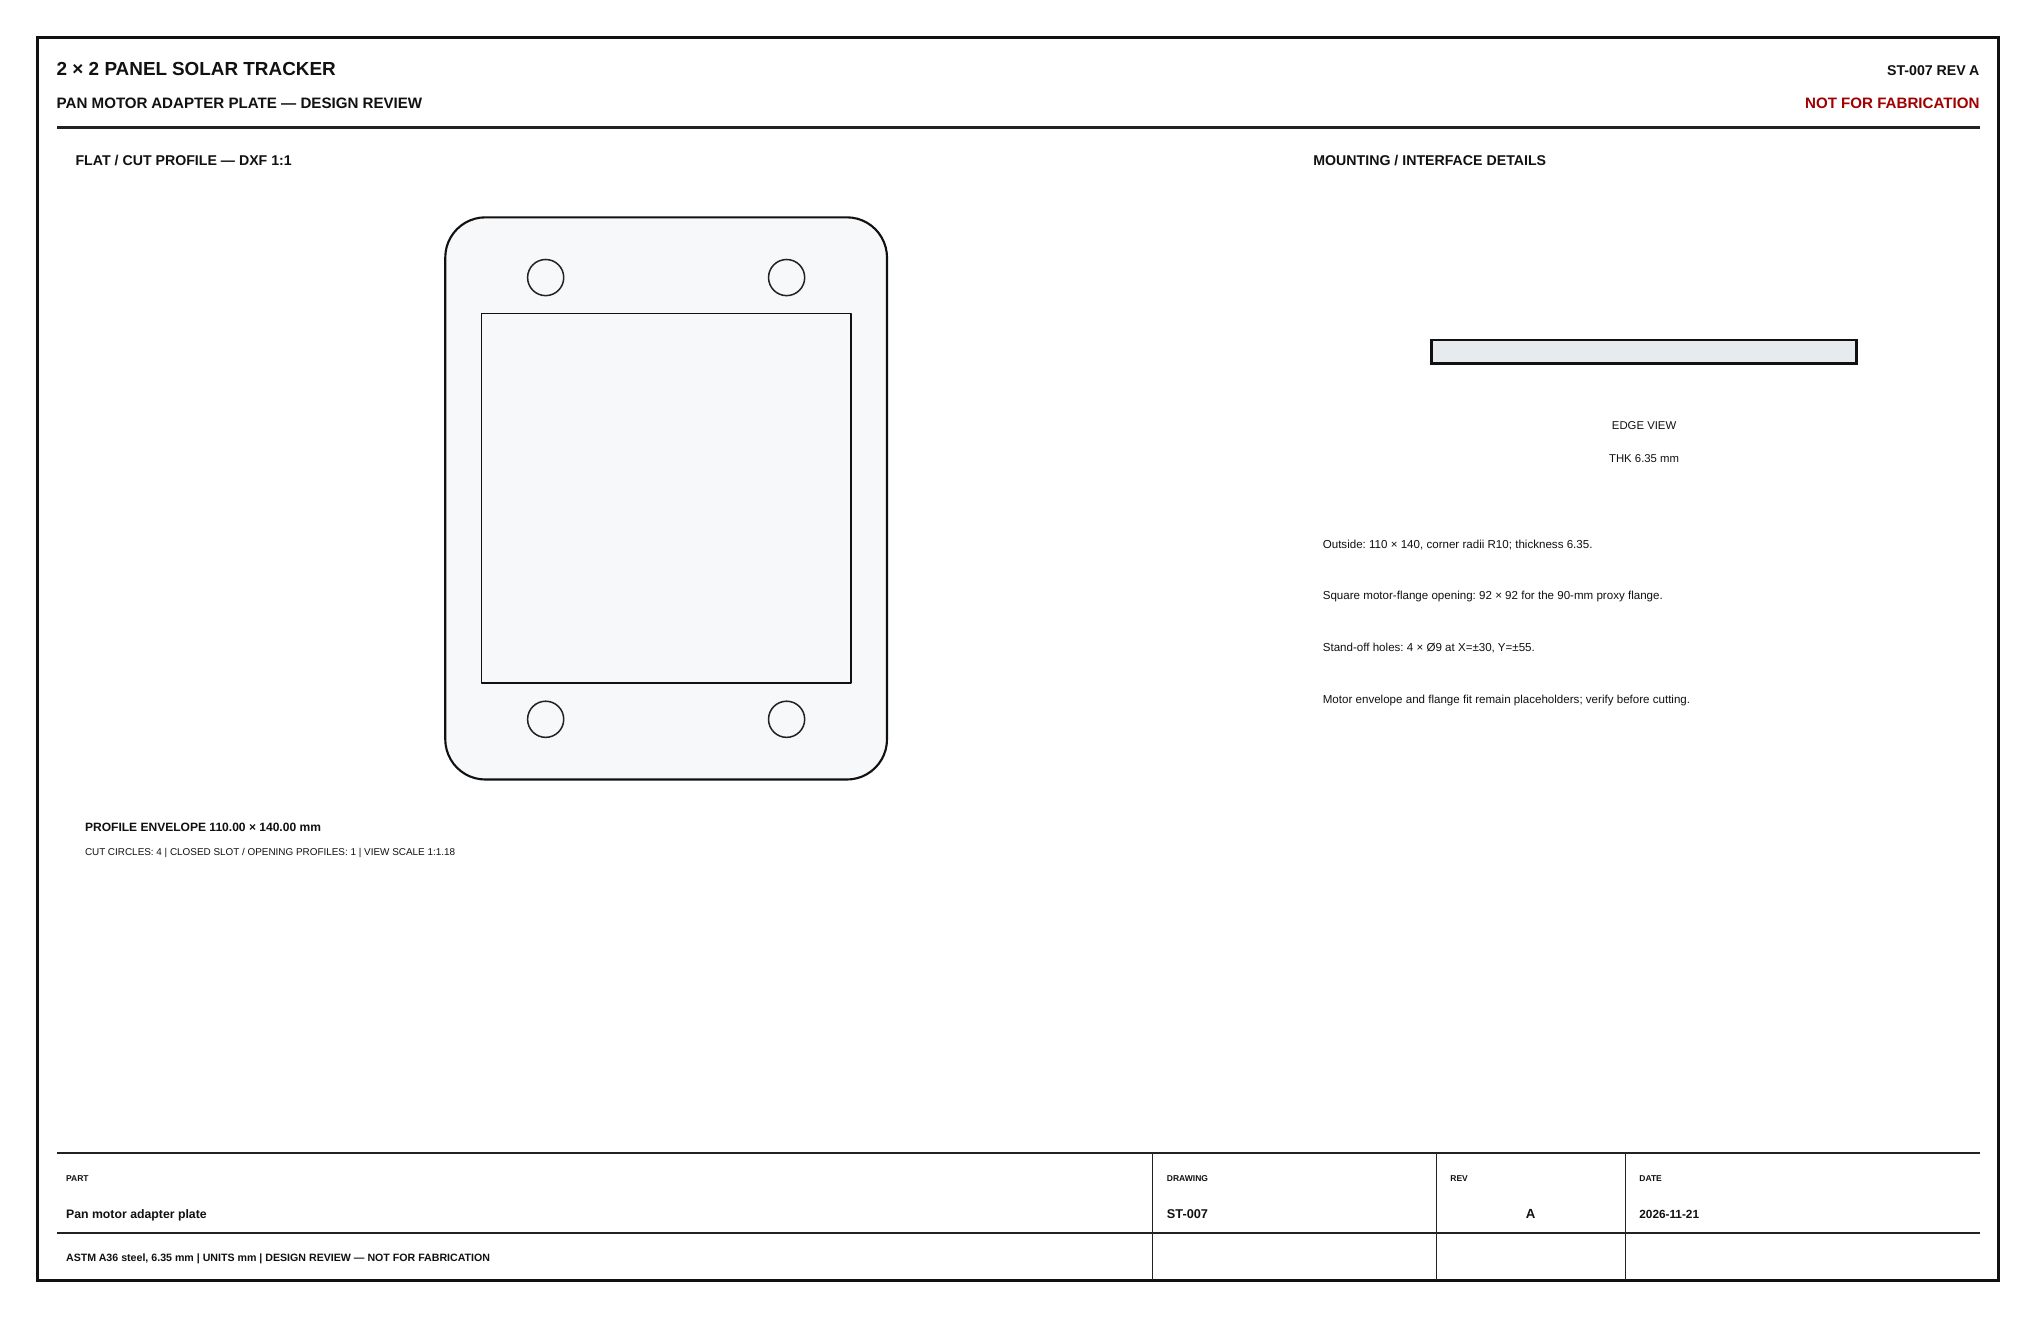 2 × 2 PANEL SOLAR TRACKER
ST-007 REV A
PAN MOTOR ADAPTER PLATE — DESIGN REVIEW
NOT FOR FABRICATION
FLAT / CUT PROFILE — DXF 1:1
MOUNTING / INTERFACE DETAILS
EDGE VIEW
THK 6.35 mm
Outside: 110 × 140, corner radii R10; thickness 6.35.
Square motor-flange opening: 92 × 92 for the 90-mm proxy flange.
Stand-off holes: 4 × Ø9 at X=±30, Y=±55.
Motor envelope and flange fit remain placeholders; verify before cutting.
PROFILE ENVELOPE 110.00 × 140.00 mm
CUT CIRCLES: 4 | CLOSED SLOT / OPENING PROFILES: 1 | VIEW SCALE 1:1.18
PART
DRAWING
REV
DATE
Pan motor adapter plate
ST-007
A
2026-11-21
ASTM A36 steel, 6.35 mm | UNITS mm | DESIGN REVIEW — NOT FOR FABRICATION